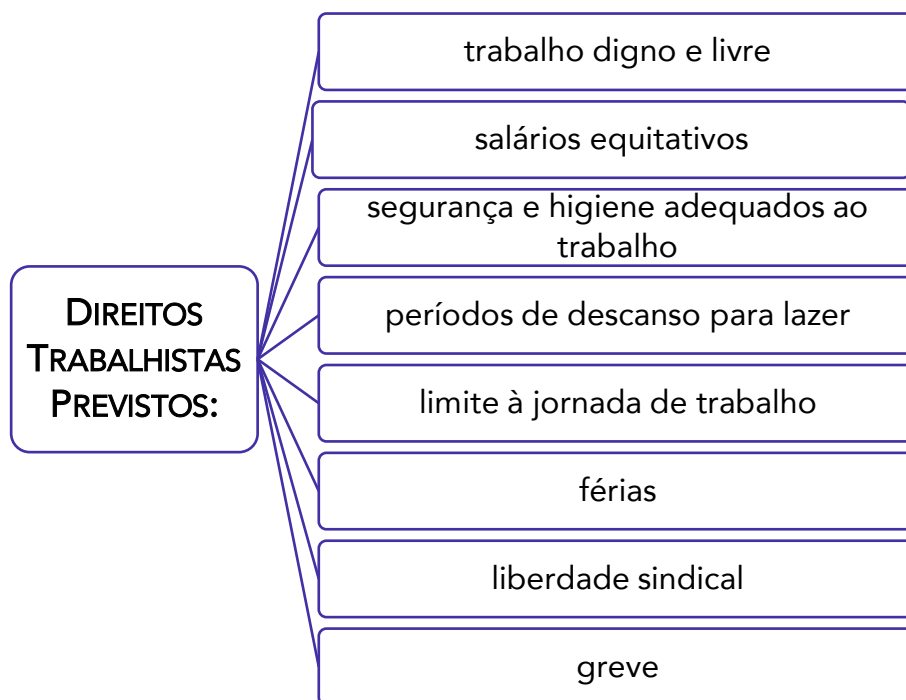 DIREITOS
TRABALHISTAS
PREVISTOS:
trabalho digno e livre
salários equitativos
segurança e higiene adequados ao
trabalho
períodos de descanso para lazer
limite à jornada de trabalho
férias
liberdade sindical
greve